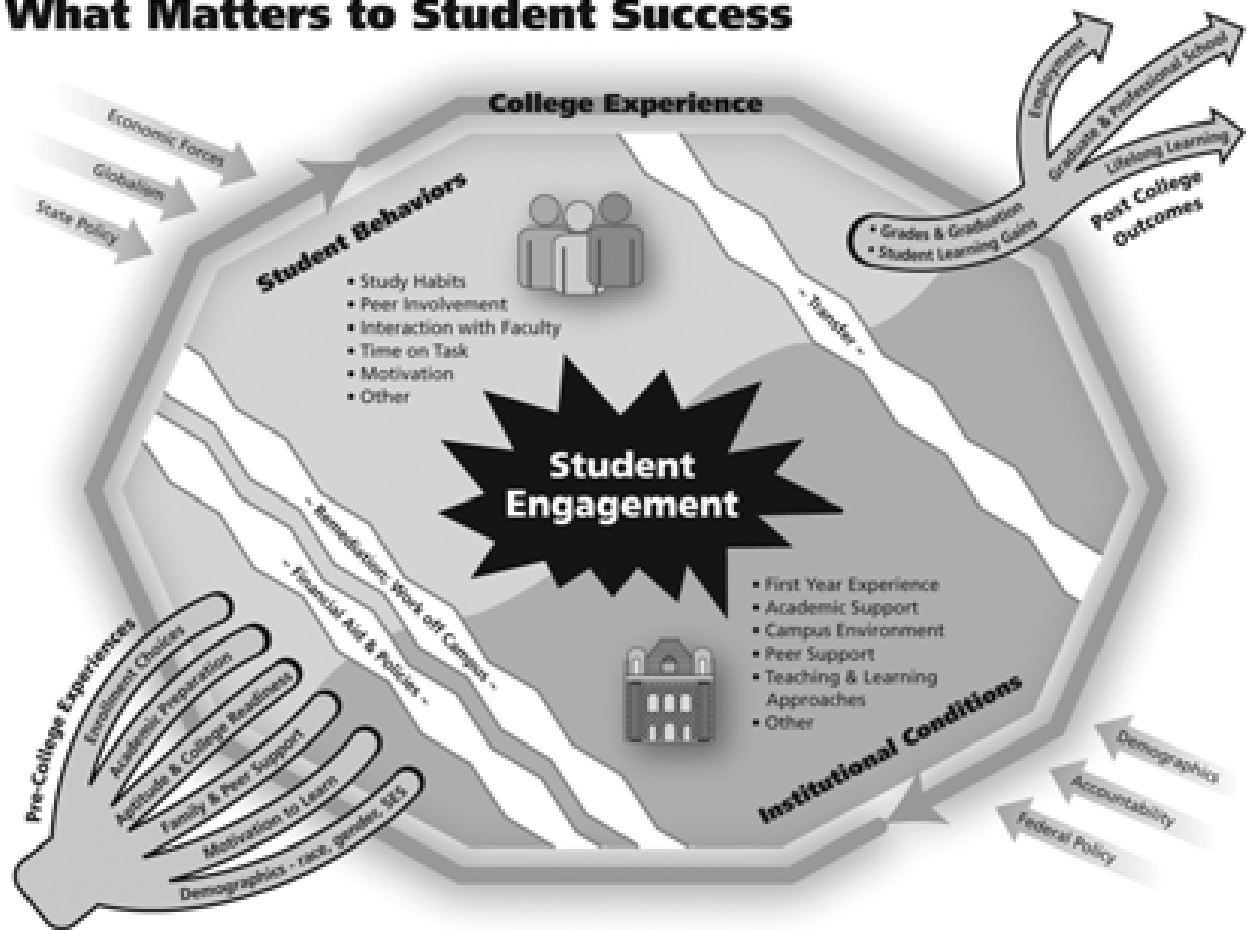 What Matters to Student Success
College Experience
Economic Forces
Globalism
State Policy
Student Behaviors
• Study Habits
• Peer Involvement
• Interaction with Faculty
• Time on Task
• Motivation
• Other
Employment
Graduate & Professional School
Lifelong Learning
Post College
Outcomes
• Grades & Graduation
• Student Learning Gains
~ Transfer ~
Student
Engagement
~ Remediation; Work off Campus ~
~ Financial Aid & Policies ~
• First Year Experience
• Academic Support
• Campus Environment
• Peer Support
• Teaching & Learning
Approaches
• Other
Institutional Conditions
Pre-College Experiences
Enrollment Choices
Academic Preparation
Aptitude & College Readiness
Family & Peer Support
Motivation to Learn
Demographics - race, gender, SES
Demographics
Accountability
Federal Policy